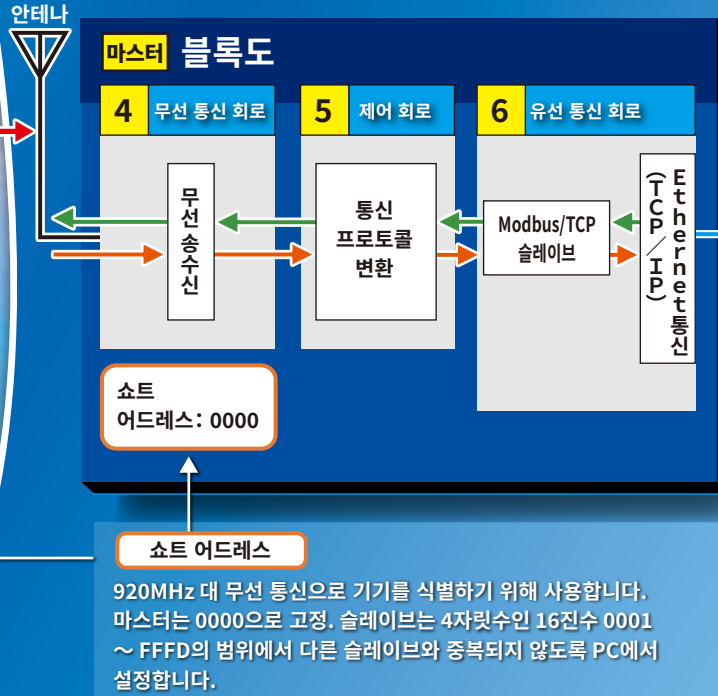 안테나
마스터 블록도
4 무선 통신 회로
5 제어 회로
6 유선 통신 회로
무선 송수신
통신
프로토콜
변환
Modbus/TCP
슬레이브
Ethernet통신
(TCP/IP)
쇼트
어드레스: 0000
쇼트 어드레스
920MHz 대 무선 통신으로 기기를 식별하기 위해 사용합니다.
마스터는 0000으로 고정. 슬레이브는 4자릿수인 16진수 0001
～ FFFD의 범위에서 다른 슬레이브와 중복되지 않도록 PC에서
설정합니다.